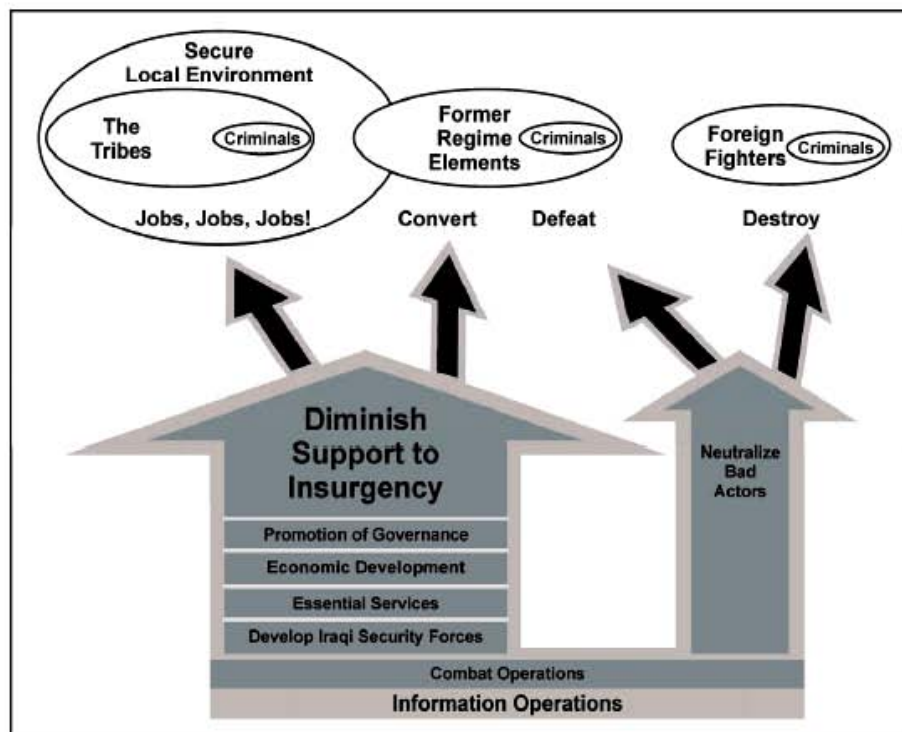 Secure
Local Environment
The
Tribes
Criminals
Jobs, Jobs, Jobs!
Former
Regime
Elements
Criminals
Convert
Defeat
Foreign
Fighters
Criminals
Destroy
Diminish
Support to
Insurgency
Promotion of Governance
Economic Development
Essential Services
Develop Iraqi Security Forces
Neutralize
Bad
Actors
Combat Operations
Information Operations